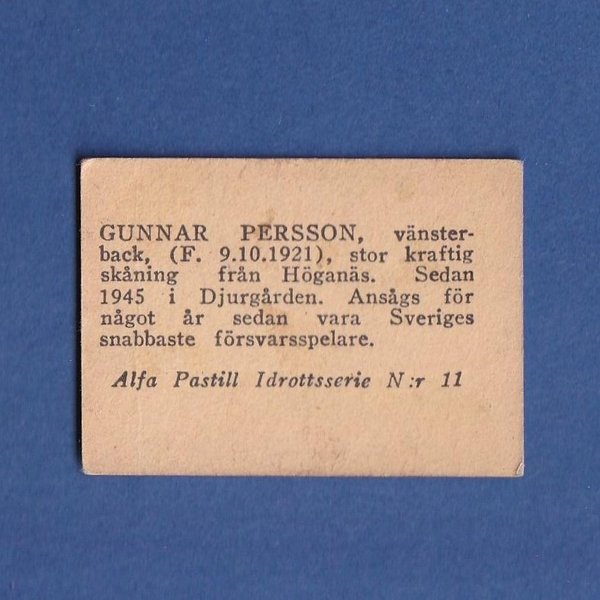 GUNNAR PERSSON, vänster-
back, (F. 9.10.1921), stor kraftig
skåning från Höganäs. Sedan
1945 i Djurgården. Ansågs för
något år sedan vara Sveriges
snabbaste försvarsspelare.
Alfa Pastill Idrottsserie N:r 11